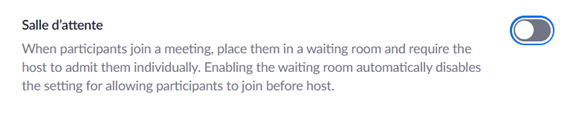 Salle d'attente
When participants join a meeting, place them in a waiting room and require the
host to admit them individually. Enabling the waiting room automatically disables
the setting for allowing participants to join before host.